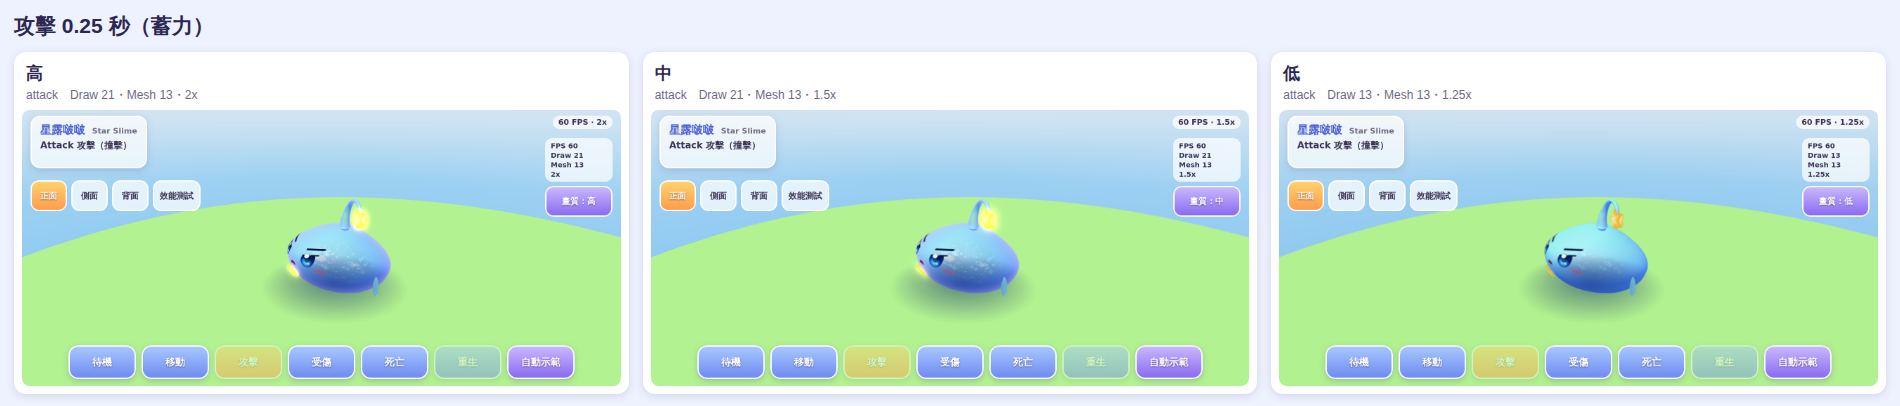 攻擊 0.25 秒（蓄力）
高
attack Draw 21・Mesh 13・2x
星露啵啵 Star Slime
Attack 攻擊（撞擊）
60 FPS · 2x
FPS 60
Draw 21
Mesh 13
2x
正面 側面 背面 效能測試
畫質：高
待機 移動 攻擊 受傷 死亡 重生 自動示範
中
attack Draw 21・Mesh 13・1.5x
星露啵啵 Star Slime
Attack 攻擊（撞擊）
60 FPS · 1.5x
FPS 60
Draw 21
Mesh 13
1.5x
正面 側面 背面 效能測試
畫質：中
待機 移動 攻擊 受傷 死亡 重生 自動示範
低
attack Draw 13・Mesh 13・1.25x
星露啵啵 Star Slime
Attack 攻擊（撞擊）
60 FPS · 1.25x
FPS 60
Draw 13
Mesh 13
1.25x
正面 側面 背面 效能測試
畫質：低
待機 移動 攻擊 受傷 死亡 重生 自動示範